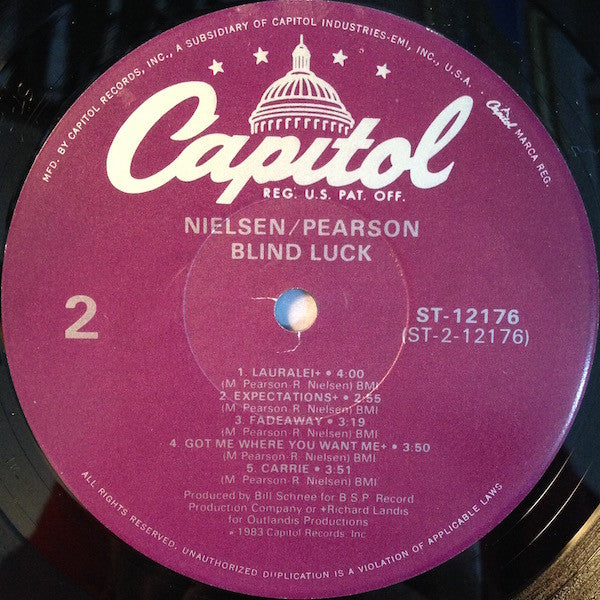 MFD. BY CAPITOL RECORDS, INC., A SUBSIDIARY OF CAPITOL INDUSTRIES-EMI, INC., U.S.A. Capitol MARCA REG.
Capitol
REG. U.S. PAT. OFF.
NIELSEN/PEARSON
BLIND LUCK
2
ST-12176
(ST-2-12176)
1. LAURALEI+ • 4:00
(M. Pearson-R. Nielsen) BMI
2. EXPECTATIONS+ • 2:55
(M. Pearson-R. Nielsen) BMI
3. FADEAWAY • 3:19
(M. Pearson-R. Nielsen) BMI
4. GOT ME WHERE YOU WANT ME+ • 3:50
(M. Pearson-R. Nielsen) BMI
5. CARRIE • 3:51
(M. Pearson-R. Nielsen) BMI
Produced by Bill Schnee for B.S.P. Record
Production Company or +Richard Landis
for Outlandis Productions
℗ 1983 Capitol Records, Inc.
ALL RIGHTS RESERVED. UNAUTHORIZED DUPLICATION IS A VIOLATION OF APPLICABLE LAWS